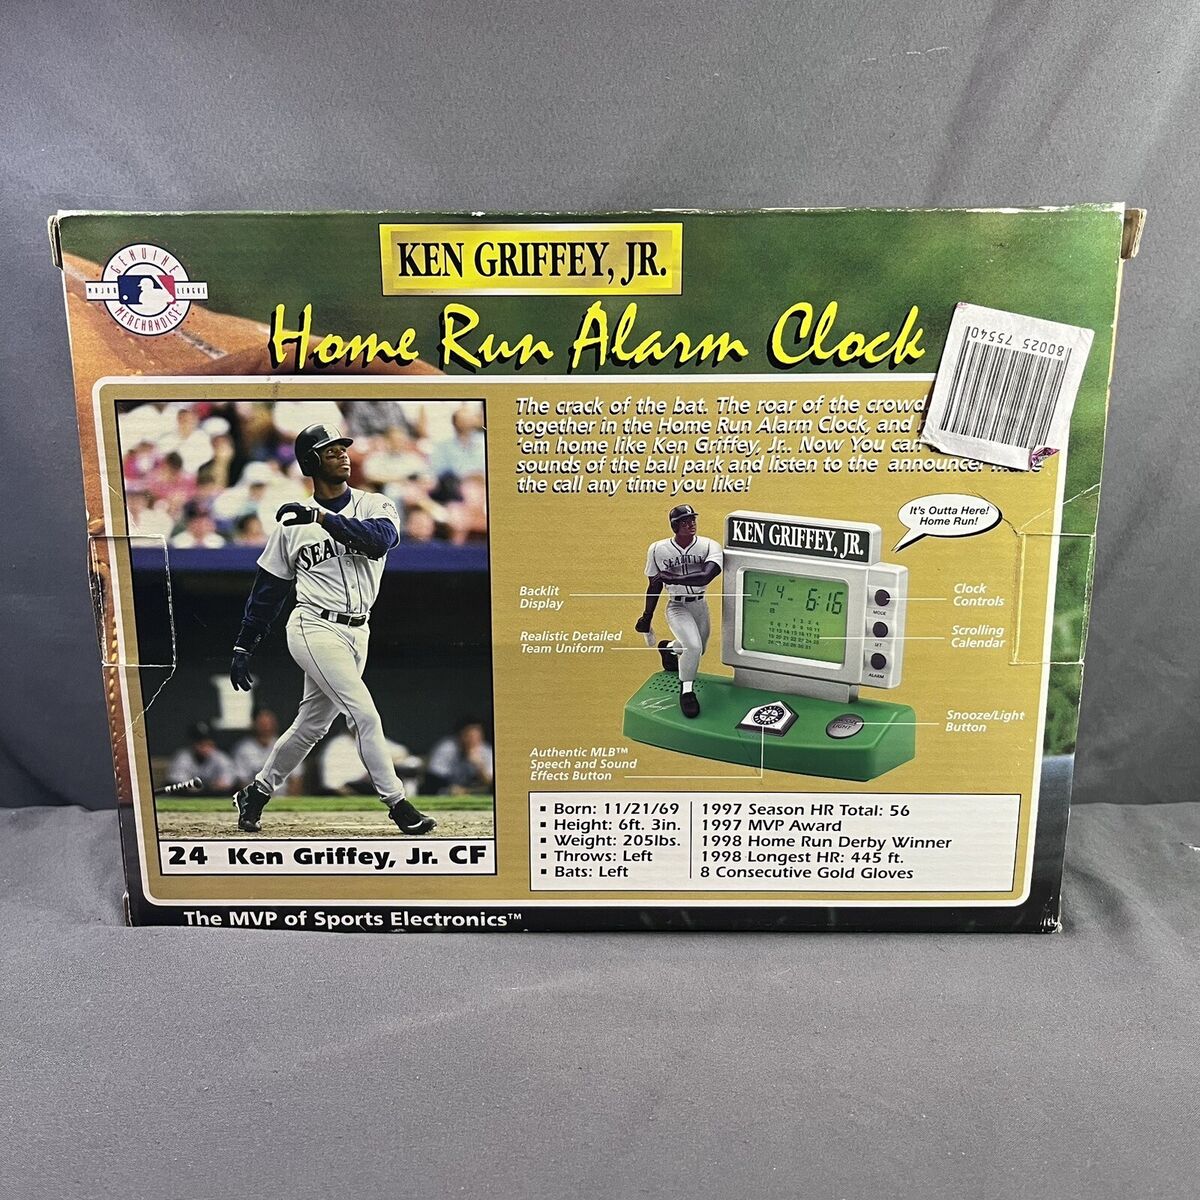 GENUINE
MAJOR LEAGUE
MERCHANDISE
KEN GRIFFEY, JR.
Home Run Alarm Clock
80025 75540
The crack of the bat. The roar of the crowd
together in the Home Run Alarm Clock, and
'em home like Ken Griffey, Jr.. Now You can
sounds of the ball park and listen to the announcer
the call any time you like!
SEATTLE
24 Ken Griffey, Jr. CF
KEN GRIFFEY, JR.
It's Outta Here!
Home Run!
SEATTLE
7/ 4 6:16
MODE
SET
ALARM
Backlit
Display
Realistic Detailed
Team Uniform
Authentic MLB™
Speech and Sound
Effects Button
Clock
Controls
Scrolling
Calendar
Snooze/Light
Button
SNOOZE
LIGHT
▪ Born: 11/21/69
▪ Height: 6ft. 3in.
▪ Weight: 205lbs.
▪ Throws: Left
▪ Bats: Left
1997 Season HR Total: 56
1997 MVP Award
1998 Home Run Derby Winner
1998 Longest HR: 445 ft.
8 Consecutive Gold Gloves
The MVP of Sports Electronics™